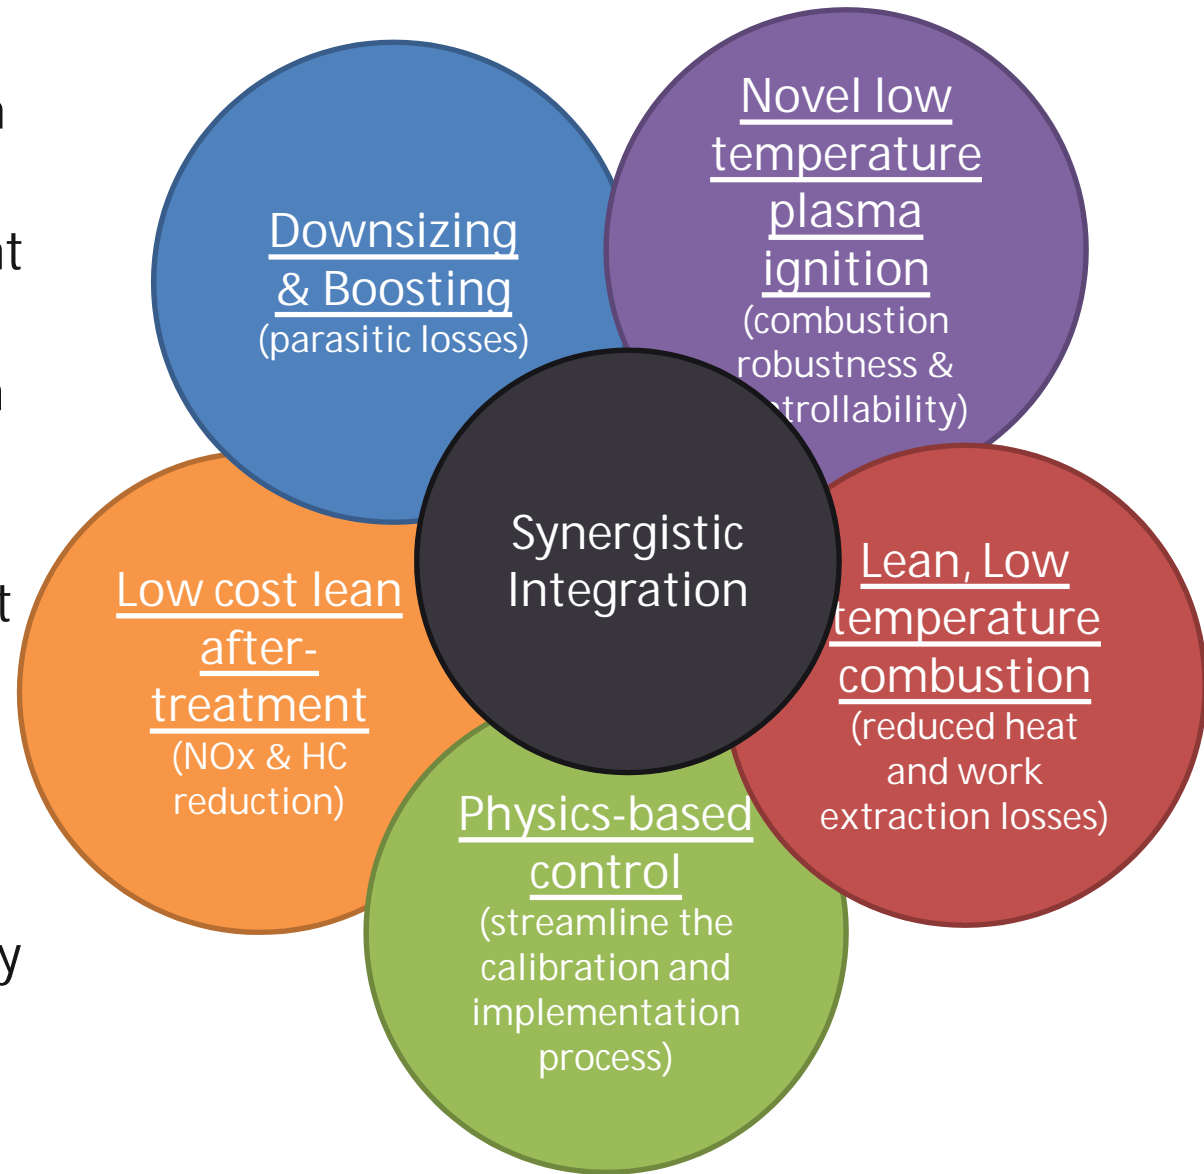 Downsizing
& Boosting
(parasitic losses)
Novel low
temperature
plasma
ignition
(combustion
robustness &
Synergistic
Integration
Lean, Low
temperature
combustion
(reduced heat
and work
extraction losses)
Low cost lean
after-
treatment
(NOx & HC
reduction)
Physics-based
control
(streamline the
calibration and
implementation
process)